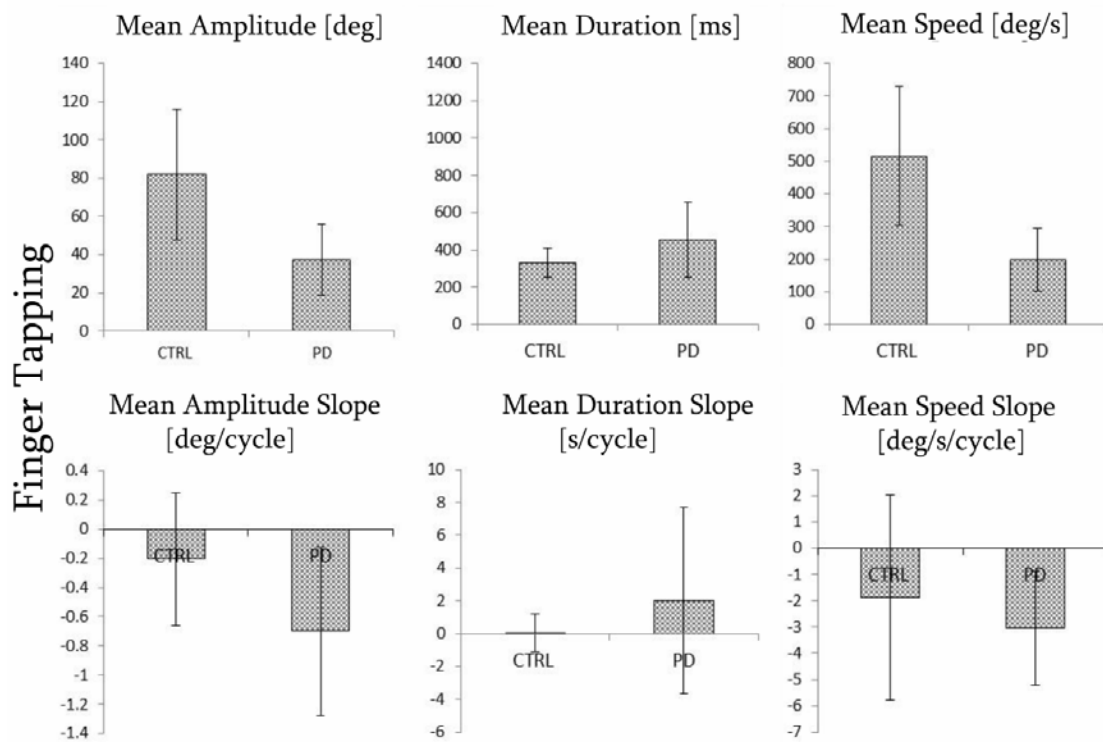 Finger Tapping
Mean Amplitude [deg]
140
120
100
80
60
40
20
0
CTRL
PD
Mean Duration [ms]
1400
1200
1000
800
600
400
200
0
CTRL
PD
Mean Speed [deg/s]
800
700
600
500
400
300
200
100
0
CTRL
PD
Mean Amplitude Slope
[deg/cycle]
0.4
0.2
0
-0.2
-0.4
-0.6
-0.8
-1
-1.2
-1.4
CTRL
PD
Mean Duration Slope
[s/cycle]
10
8
6
4
2
0
-2
-4
-6
CTRL
PD
Mean Speed Slope
[deg/s/cycle]
3
2
1
0
-1
-2
-3
-4
-5
-6
-7
CTRL
PD